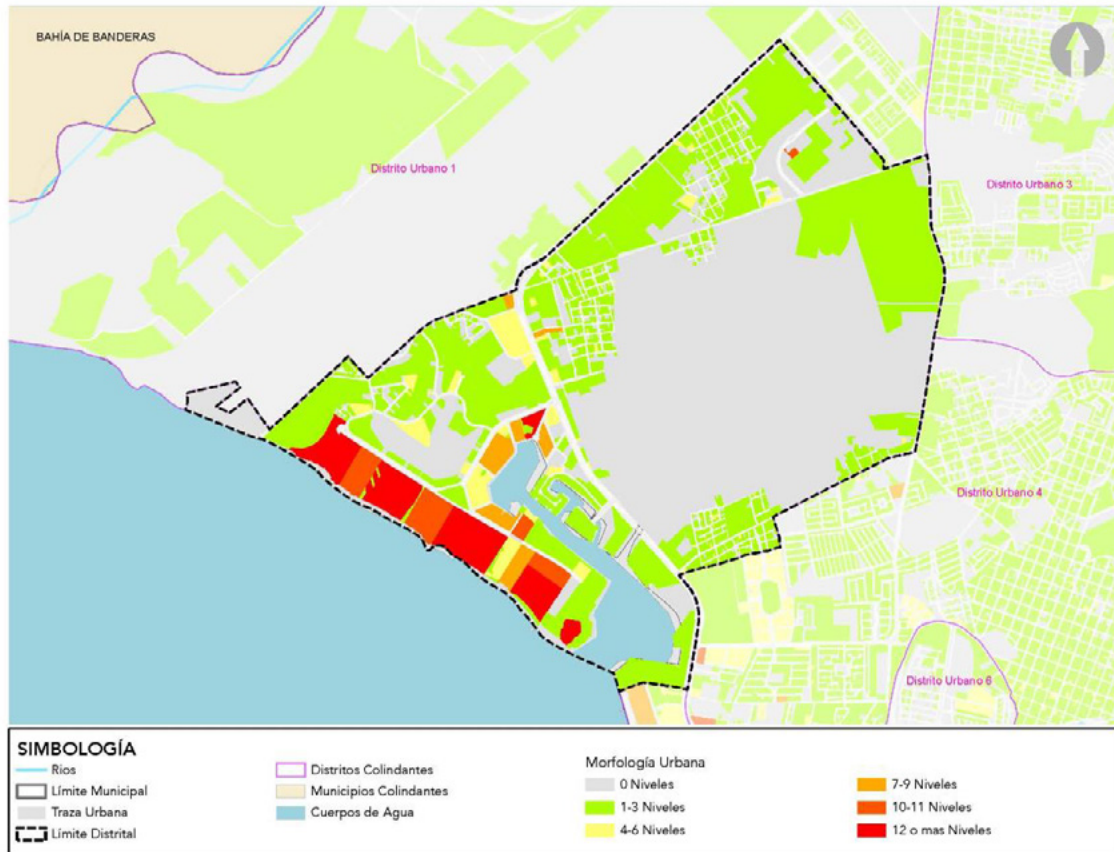 BAHÍA DE BANDERAS
Distrito Urbano 1
Distrito Urbano 3
Distrito Urbano 4
Distrito Urbano 6
SIMBOLOGÍA
Rios
Límite Municipal
Traza Urbana
Límite Distrital
Distritos Colindantes
Municipios Colindantes
Cuerpos de Agua
Morfología Urbana
0 Niveles
1-3 Niveles
4-6 Niveles
7-9 Niveles
10-11 Niveles
12 o mas Niveles